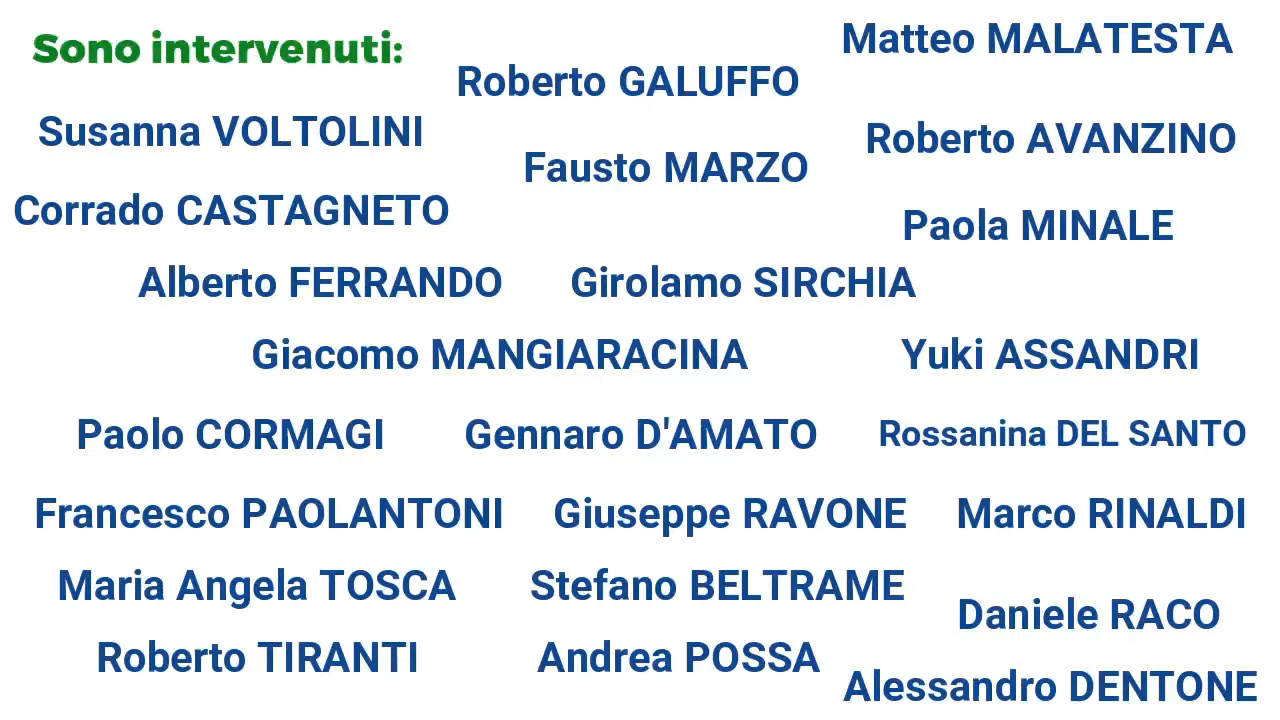 Sono intervenuti:
Matteo MALATESTA
Roberto GALUFFO
Susanna VOLTOLINI
Roberto AVANZINO
Fausto MARZO
Corrado CASTAGNETO
Paola MINALE
Alberto FERRANDO
Girolamo SIRCHIA
Giacomo MANGIARACINA
Yuki ASSANDRI
Paolo CORMAGI
Gennaro D'AMATO
Rossanina DEL SANTO
Francesco PAOLANTONI
Giuseppe RAVONE
Marco RINALDI
Maria Angela TOSCA
Stefano BELTRAME
Daniele RACO
Roberto TIRANTI
Andrea POSSA
Alessandro DENTONE